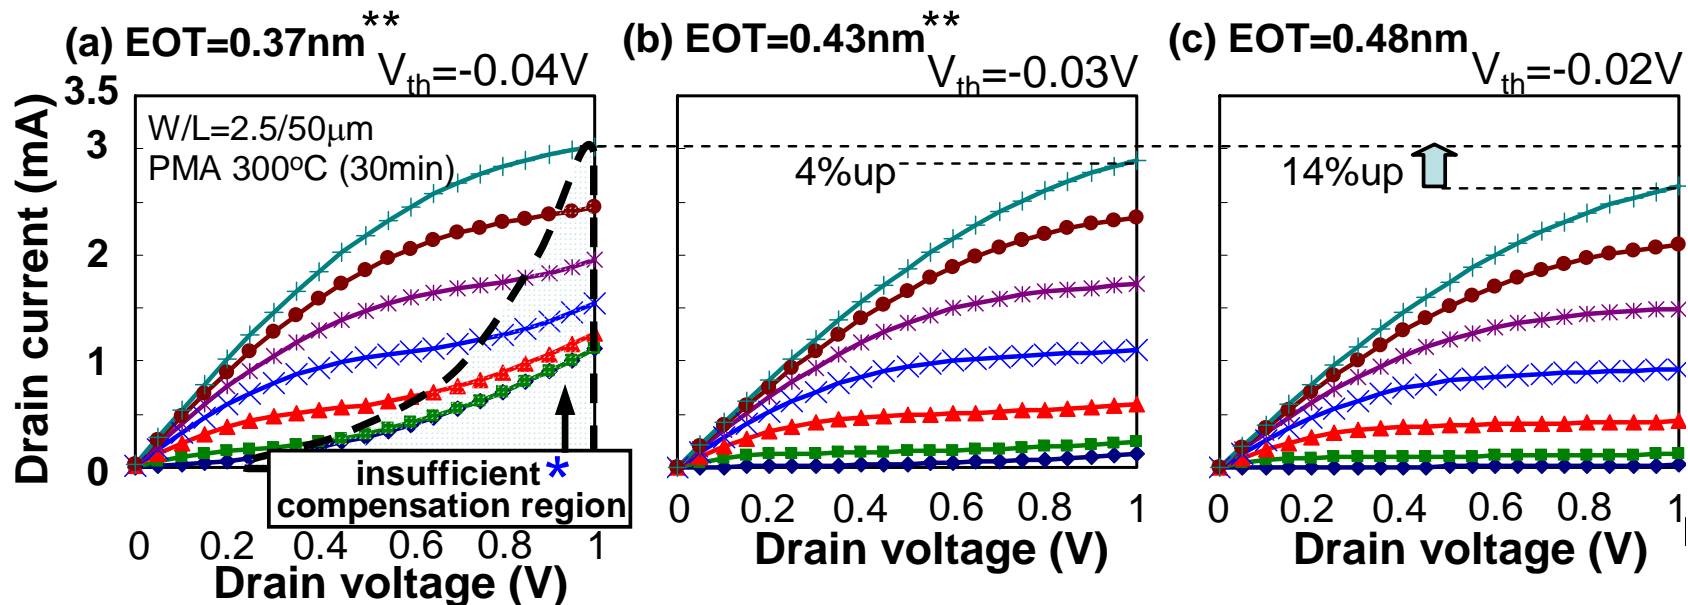 (a) EOT=0.37nm**
Vth=-0.04V
(b) EOT=0.43nm**
Vth=-0.03V
(c) EOT=0.48nm
Vth=-0.02V
Drain current (mA)
3.5
3
2
1
0
W/L=2.5/50μm
PMA 300ºC (30min)
4%up
14%up
insufficient *
compensation region
0 0.2 0.4 0.6 0.8 1
Drain voltage (V)
0 0.2 0.4 0.6 0.8 1
Drain voltage (V)
0 0.2 0.4 0.6 0.8 1
Drain voltage (V)